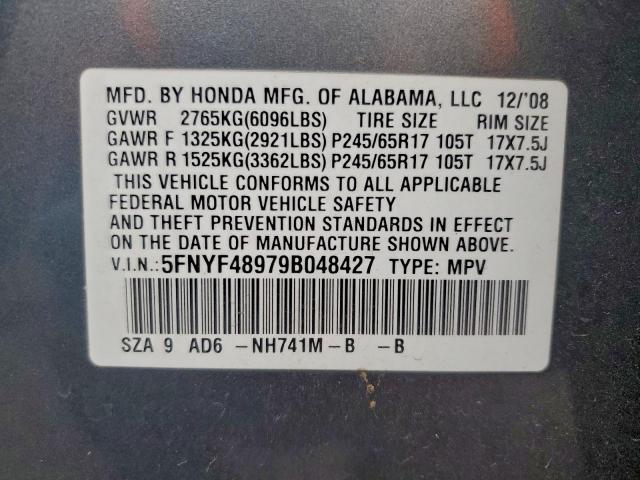 MFD. BY HONDA MFG. OF ALABAMA, LLC 12/'08
GVWR 2765KG(6096LBS) TIRE SIZE RIM SIZE
GAWR F 1325KG(2921LBS) P245/65R17 105T 17X7.5J
GAWR R 1525KG(3362LBS) P245/65R17 105T 17X7.5J
THIS VEHICLE CONFORMS TO ALL APPLICABLE
FEDERAL MOTOR VEHICLE SAFETY
AND THEFT PREVENTION STANDARDS IN EFFECT
ON THE DATE OF MANUFACTURE SHOWN ABOVE.
V.I.N.: 5FNYF48979B048427 TYPE: MPV
SZA 9 AD6 -NH741M-B -B